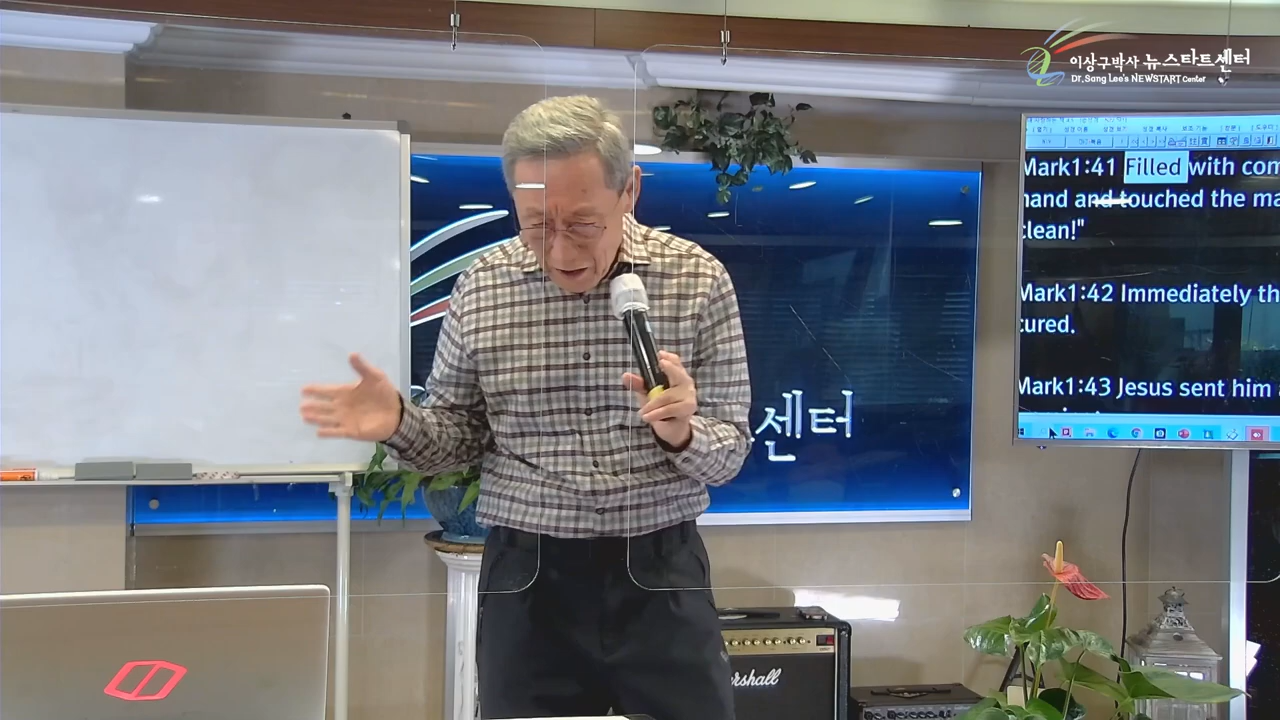 이상구박사 뉴스타트센터
Dr. Sang Lee's NEWSTART Center
Mark1:41 Filled with com
hand and touched the ma
clean!"
Mark1:42 Immediately th
cured.
Mark1:43 Jesus sent him
센터
rshall